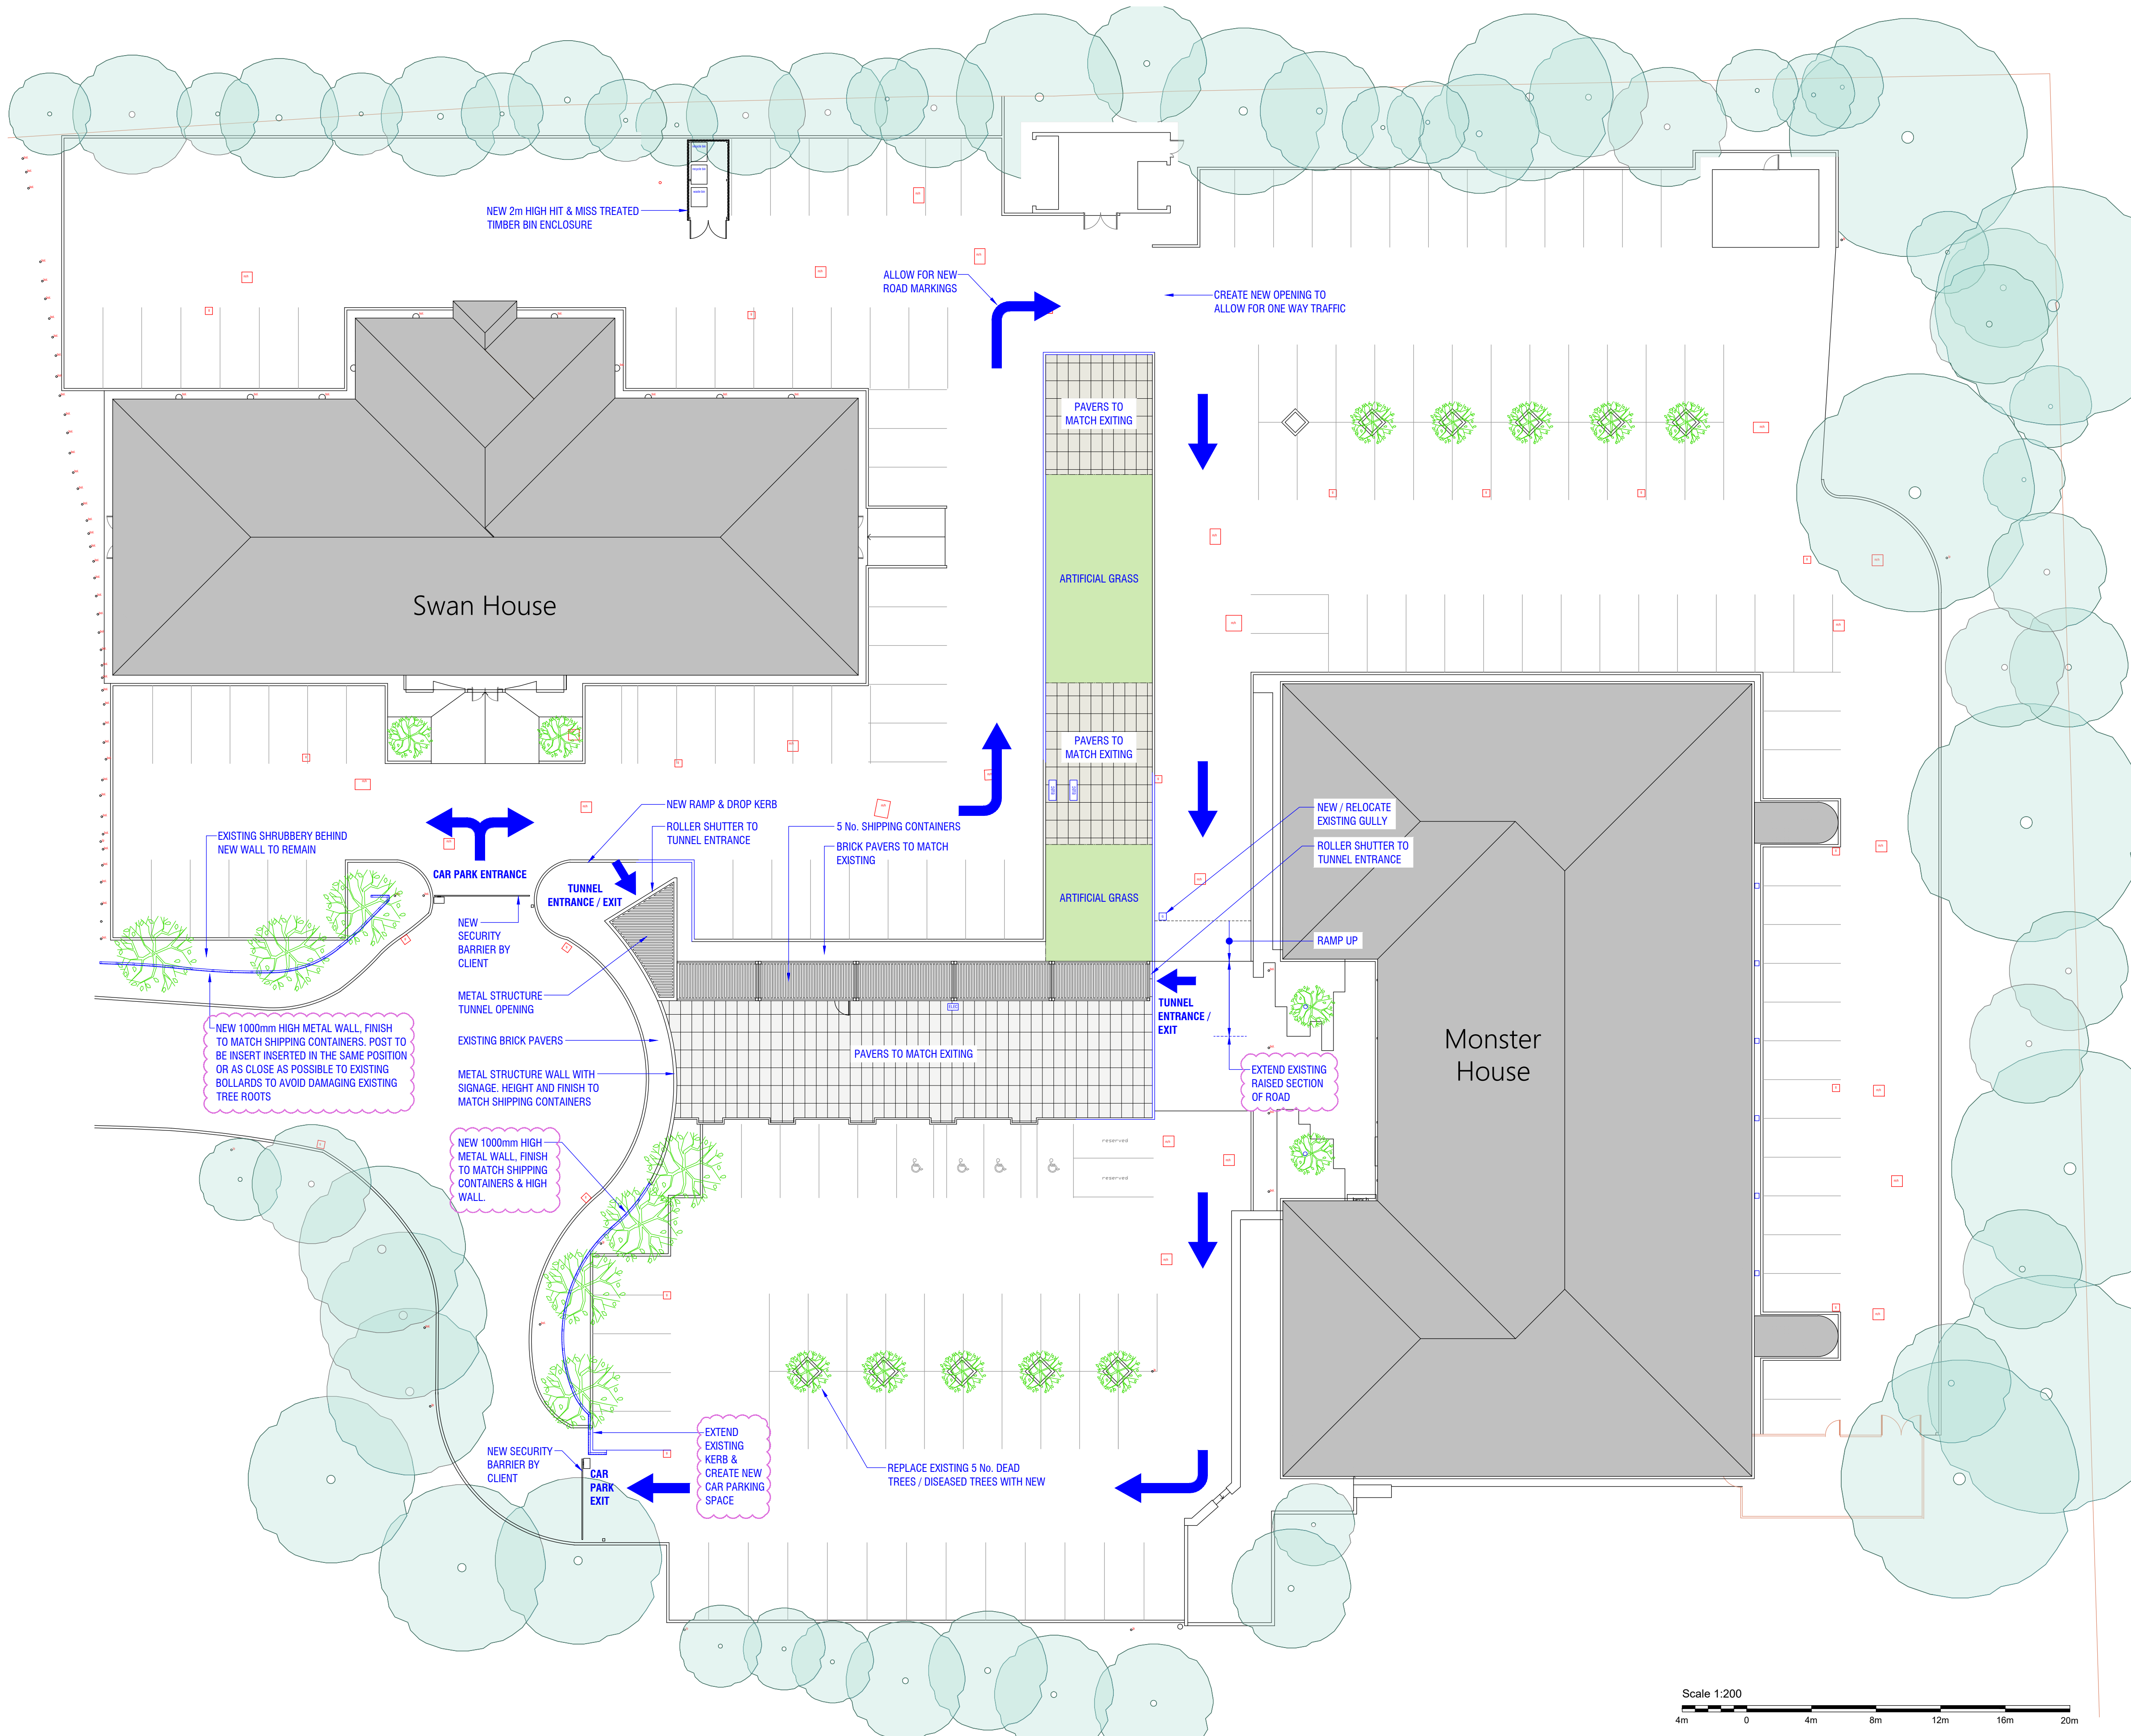 NEW 2m HIGH HIT & MISS TREATED
TIMBER BIN ENCLOSURE
ALLOW FOR NEW
ROAD MARKINGS
CREATE NEW OPENING TO
ALLOW FOR ONE WAY TRAFFIC
PAVERS TO
MATCH EXITING
ARTIFICIAL GRASS
Swan House
PAVERS TO
MATCH EXITING
NEW RAMP & DROP KERB
ROLLER SHUTTER TO
TUNNEL ENTRANCE
5 No. SHIPPING CONTAINERS
BRICK PAVERS TO MATCH
EXISTING
NEW / RELOCATE
EXISTING GULLY
ROLLER SHUTTER TO
TUNNEL ENTRANCE
EXISTING SHRUBBERY BEHIND
NEW WALL TO REMAIN
CAR PARK ENTRANCE
TUNNEL
ENTRANCE / EXIT
ARTIFICIAL GRASS
NEW
SECURITY
BARRIER BY
CLIENT
RAMP UP
METAL STRUCTURE
TUNNEL OPENING
TUNNEL
ENTRANCE /
EXIT
NEW 1000mm HIGH METAL WALL, FINISH
TO MATCH SHIPPING CONTAINERS. POST TO
BE INSERT INSERTED IN THE SAME POSITION
OR AS CLOSE AS POSSIBLE TO EXISTING
BOLLARDS TO AVOID DAMAGING EXISTING
TREE ROOTS
EXISTING BRICK PAVERS
PAVERS TO MATCH EXITING
Monster
House
METAL STRUCTURE WALL WITH
SIGNAGE. HEIGHT AND FINISH TO
MATCH SHIPPING CONTAINERS
EXTEND EXISTING
RAISED SECTION
OF ROAD
NEW 1000mm HIGH
METAL WALL, FINISH
TO MATCH SHIPPING
CONTAINERS & HIGH
WALL.
reserved
reserved
EXTEND
EXISTING
KERB &
CREATE NEW
CAR PARKING
SPACE
NEW SECURITY
BARRIER BY
CLIENT
CAR
PARK
EXIT
REPLACE EXISTING 5 No. DEAD
TREES / DISEASED TREES WITH NEW
Scale 1:200
4m 0 4m 8m 12m 16m 20m